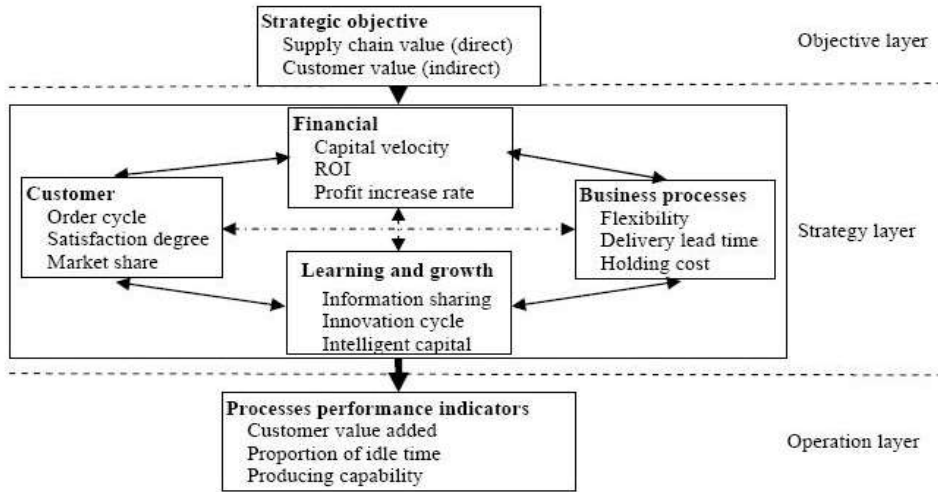 Strategic objective
Supply chain value (direct)
Customer value (indirect)
Objective layer
Financial
Capital velocity
ROI
Profit increase rate
Customer
Order cycle
Satisfaction degree
Market share
Business processes
Flexibility
Delivery lead time
Holding cost
Strategy layer
Learning and growth
Information sharing
Innovation cycle
Intelligent capital
Processes performance indicators
Customer value added
Proportion of idle time
Producing capability
Operation layer